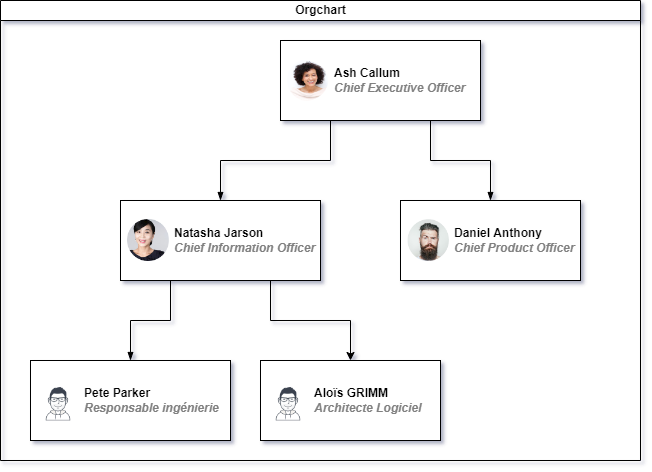 Orgchart
Ash Callum
Chief Executive Officer
Natasha Jarson
Chief Information Officer
Daniel Anthony
Chief Product Officer
Pete Parker
Responsable ingénierie
Aloïs GRIMM
Architecte Logiciel